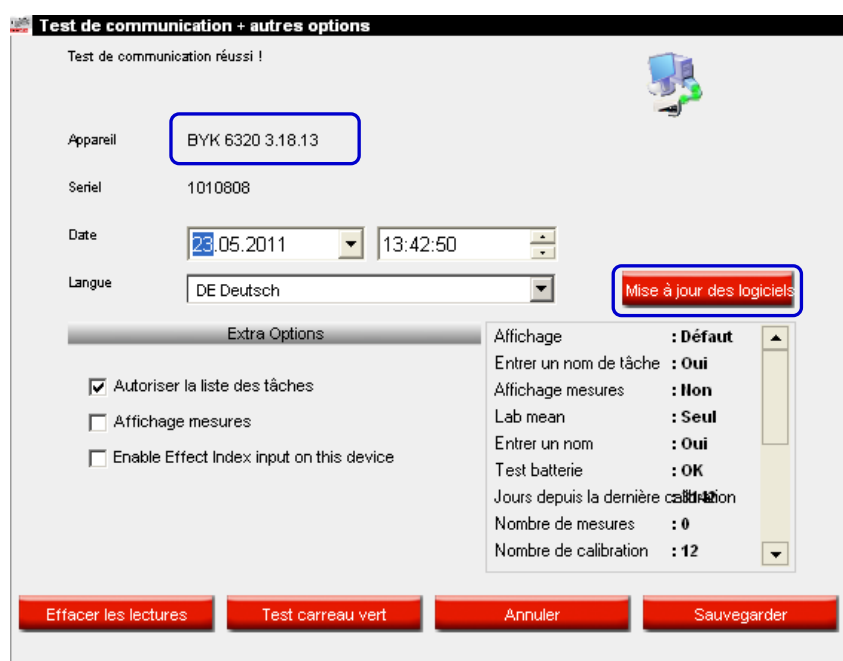 Test de communication + autres options
Test de communication réussi !
Appareil BYK 6320 3.18.13
Seriel 1010808
Date 23.05.2011 13:42:50
Langue DE Deutsch
Mise à jour des logiciels
Extra Options
Autoriser la liste des tâches
Affichage mesures
Enable Effect Index input on this device
Affichage : Défaut
Entrer un nom de tâche : Oui
Affichage mesures : Non
Lab mean : Seul
Entrer un nom : Oui
Test batterie : OK
Jours depuis la dernière calibration
Nombre de mesures : 0
Nombre de calibration : 12
Effacer les lectures Test carreau vert Annuler Sauvegarder